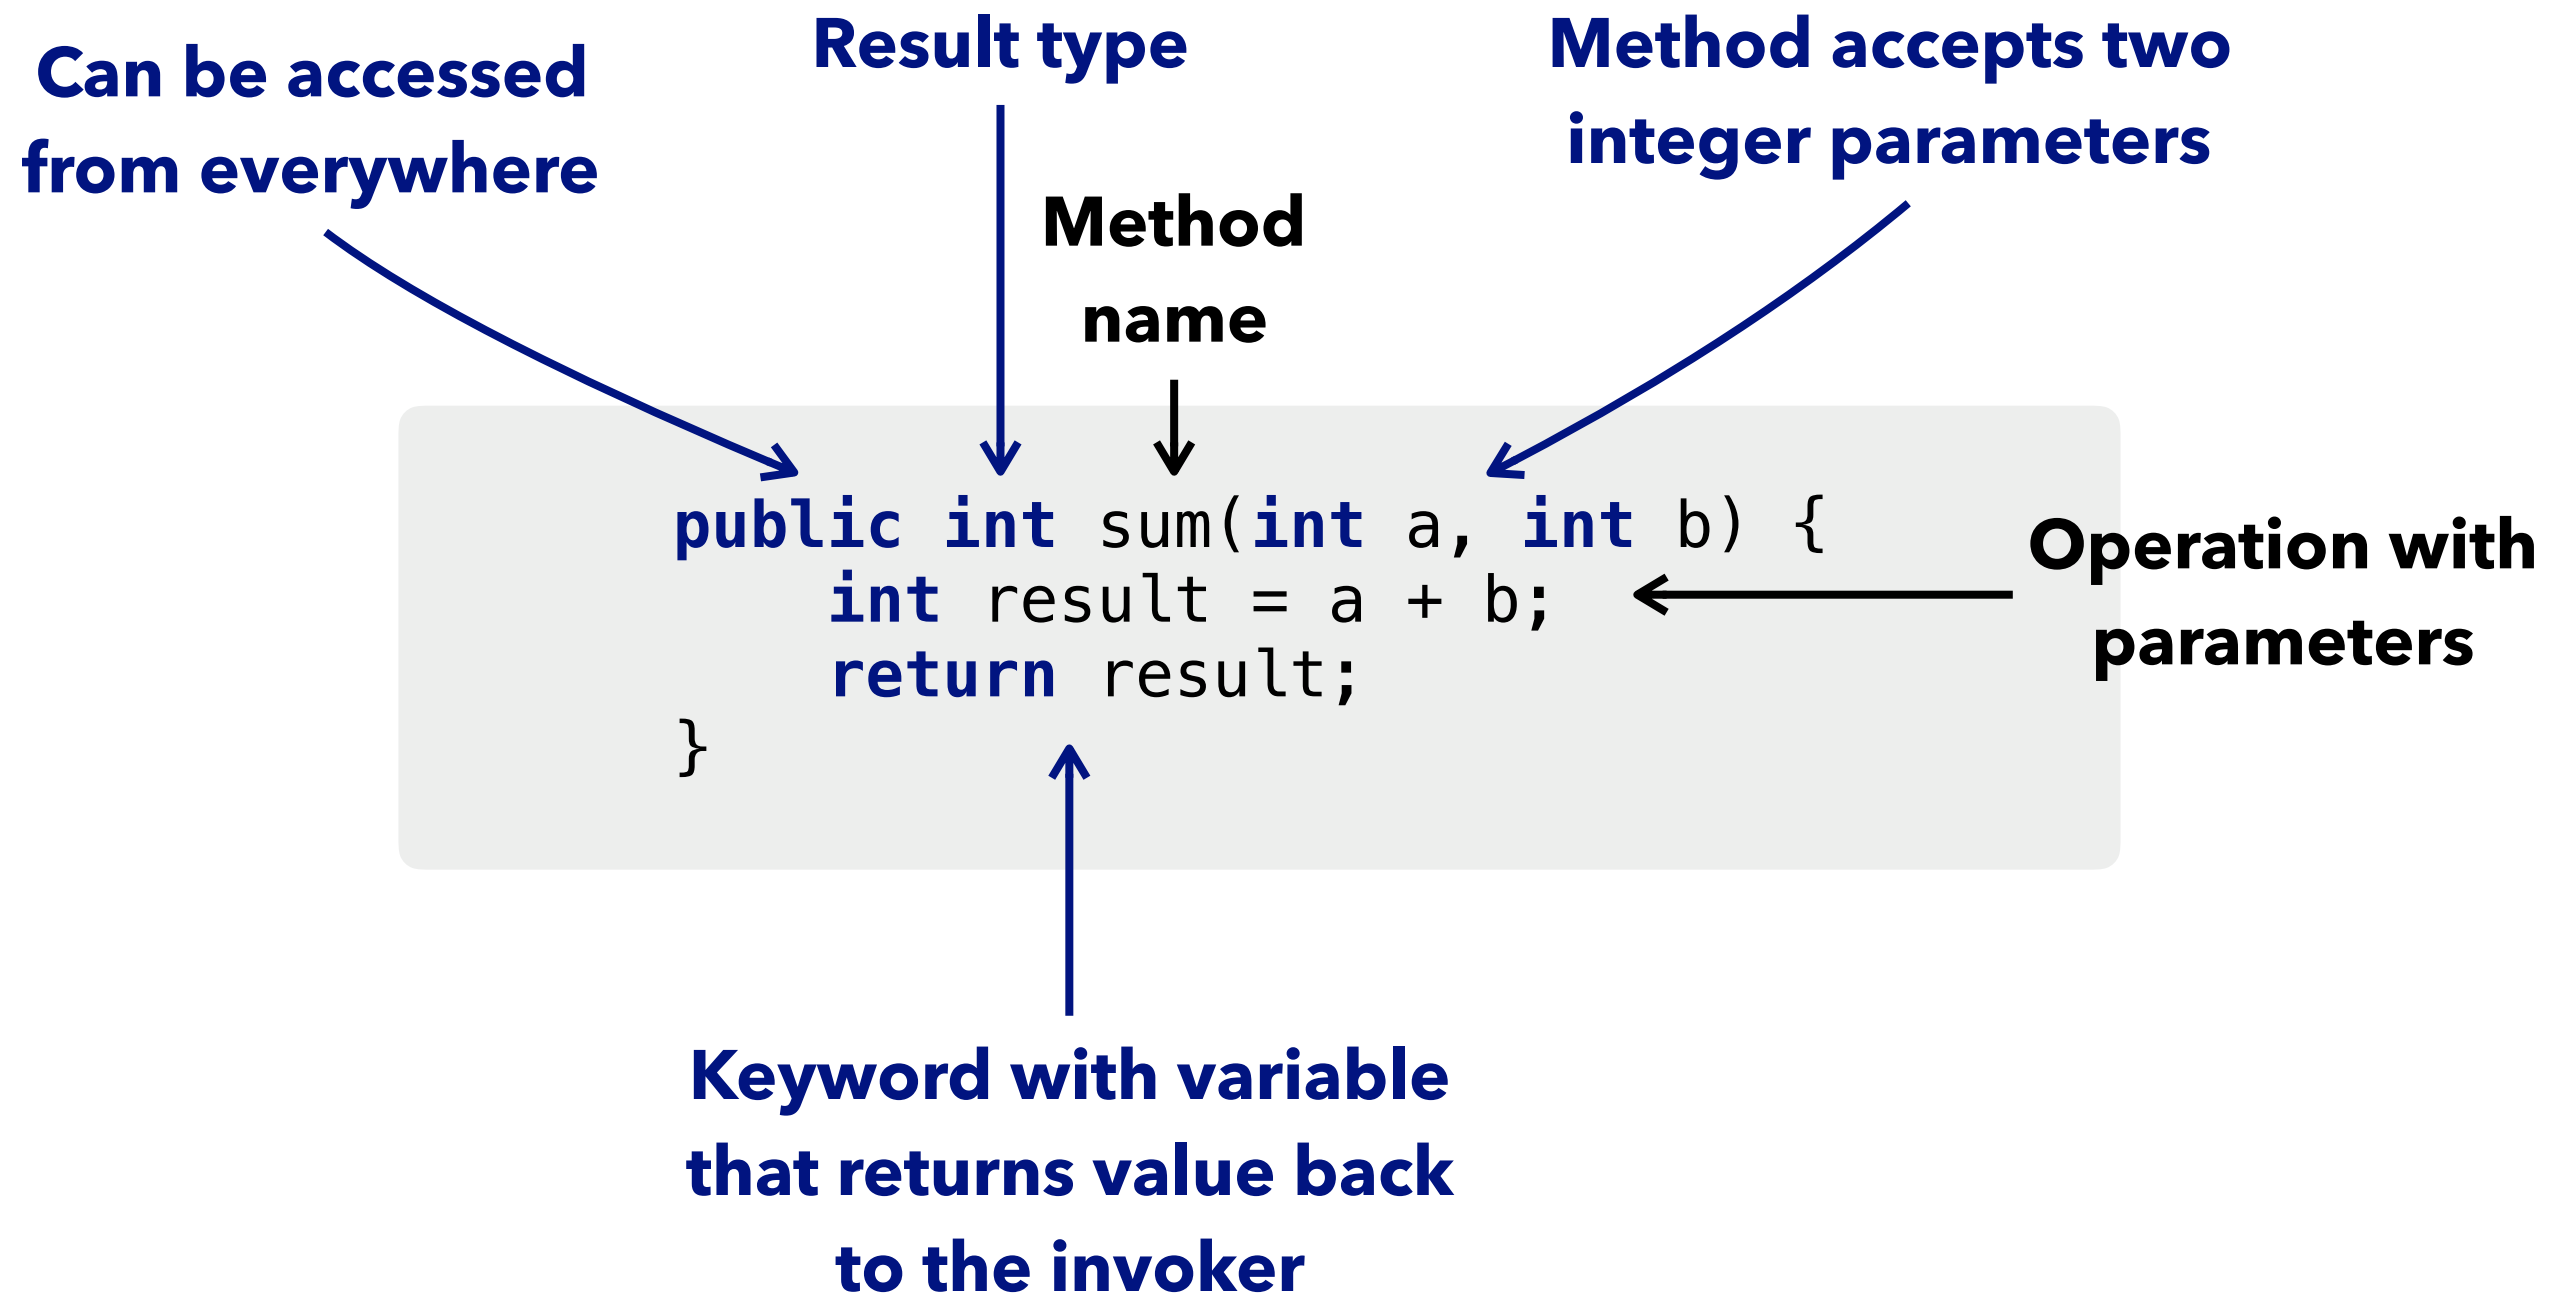 Can be accessed
from everywhere
Result type
Method
name
Method accepts two
integer parameters
public int sum(int a, int b) {
int result = a + b;
return result;
}
Operation with
parameters
Keyword with variable
that returns value back
to the invoker